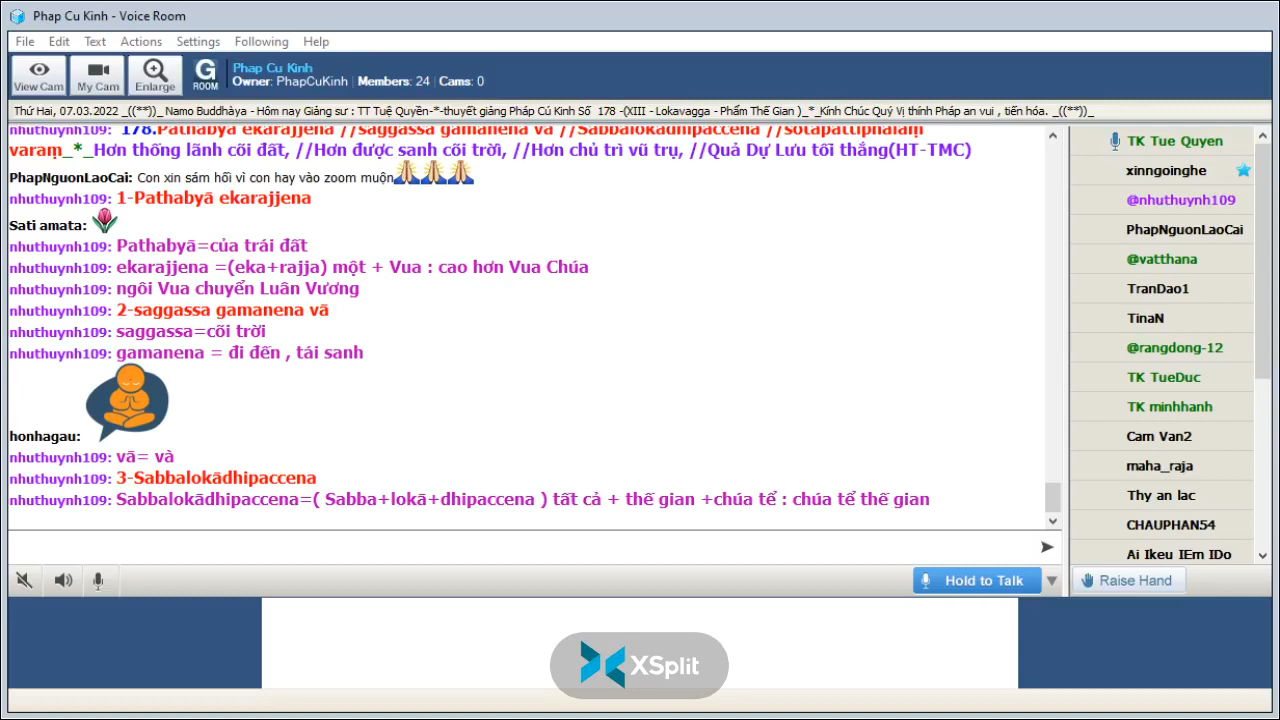 Phap Cu Kinh - Voice Room
File Edit Text Actions Settings Following Help
View Cam My Cam Enlarge G ROOM
Phap Cu Kinh
Owner: PhapCuKinh | Members: 24 | Cams: 0
Thứ Hai, 07.03.2022 _((**))_ Namo Buddhàya - Hôm nay Giảng sư : TT Tuệ Quyền-*-thuyết giảng Pháp Cú Kinh Số 178 -(XIII - Lokavagga - Phẩm Thế Gian )_*_Kính Chúc Quý Vị thính Pháp an vui , tiến hóa. _((**))_
nhuthuynh109: 178.Pathabyā ekarajjena //saggassa gamanena vā //Sabbalokādhipaccena //sotāpattiphalaṃ
varaṃ_*_Hơn thống lãnh cõi đất, //Hơn được sanh cõi trời, //Hơn chủ trì vũ trụ, //Quả Dự Lưu tối thắng(HT-TMC)
PhapNguonLaoCai: Con xin sám hối vì con hay vào zoom muộn
nhuthuynh109: 1-Pathabyā ekarajjena
Sati amata:
nhuthuynh109: Pathabyā=của trái đất
nhuthuynh109: ekarajjena =(eka+rajja) một + Vua : cao hơn Vua Chúa
nhuthuynh109: ngôi Vua chuyển Luân Vương
nhuthuynh109: 2-saggassa gamanena vā
nhuthuynh109: saggassa=cõi trời
nhuthuynh109: gamanena = đi đến , tái sanh
honhagau:
nhuthuynh109: vā= và
nhuthuynh109: 3-Sabbalokādhipaccena
nhuthuynh109: Sabbalokādhipaccena=( Sabba+lokā+dhipaccena ) tất cả + thế gian +chúa tể : chúa tể thế gian
TK Tue Quyen
xinngoinghe
@nhuthuynh109
PhapNguonLaoCai
@vatthana
TranDao1
TinaN
@rangdong-12
TK TueDuc
TK minhhanh
Cam Van2
maha_raja
Thy an lac
CHAUPHAN54
Ai Ikeu IEm IDo
Hold to Talk
Raise Hand
XSplit